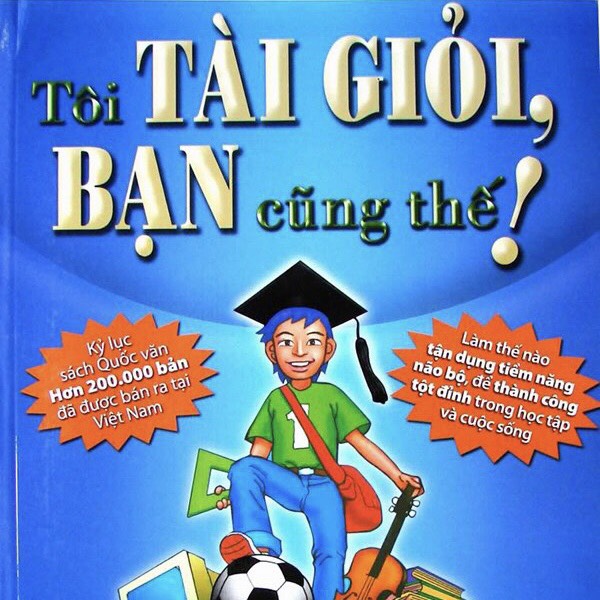 Tôi TÀI GIỎI,
BẠN cũng thế!
Kỷ lục
sách Quốc văn
Hơn 200.000 bản
đã được bán ra tại
Việt Nam
Làm thế nào
tận dụng tiềm năng
não bộ, để thành công
tột đỉnh trong học tập
và cuộc sống
1